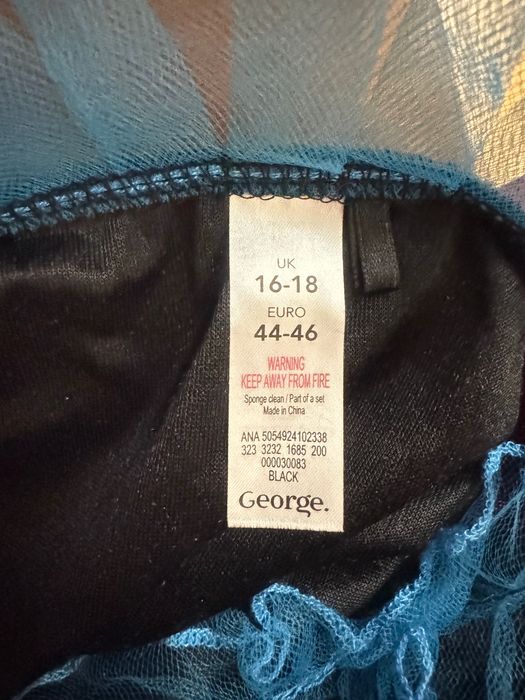 UK
16-18
EURO
44-46
WARNING
KEEP AWAY FROM FIRE
Sponge clean / Part of a set
Made in China
ANA 5054924102338
323 3232 1685 200
000030083
BLACK
George.